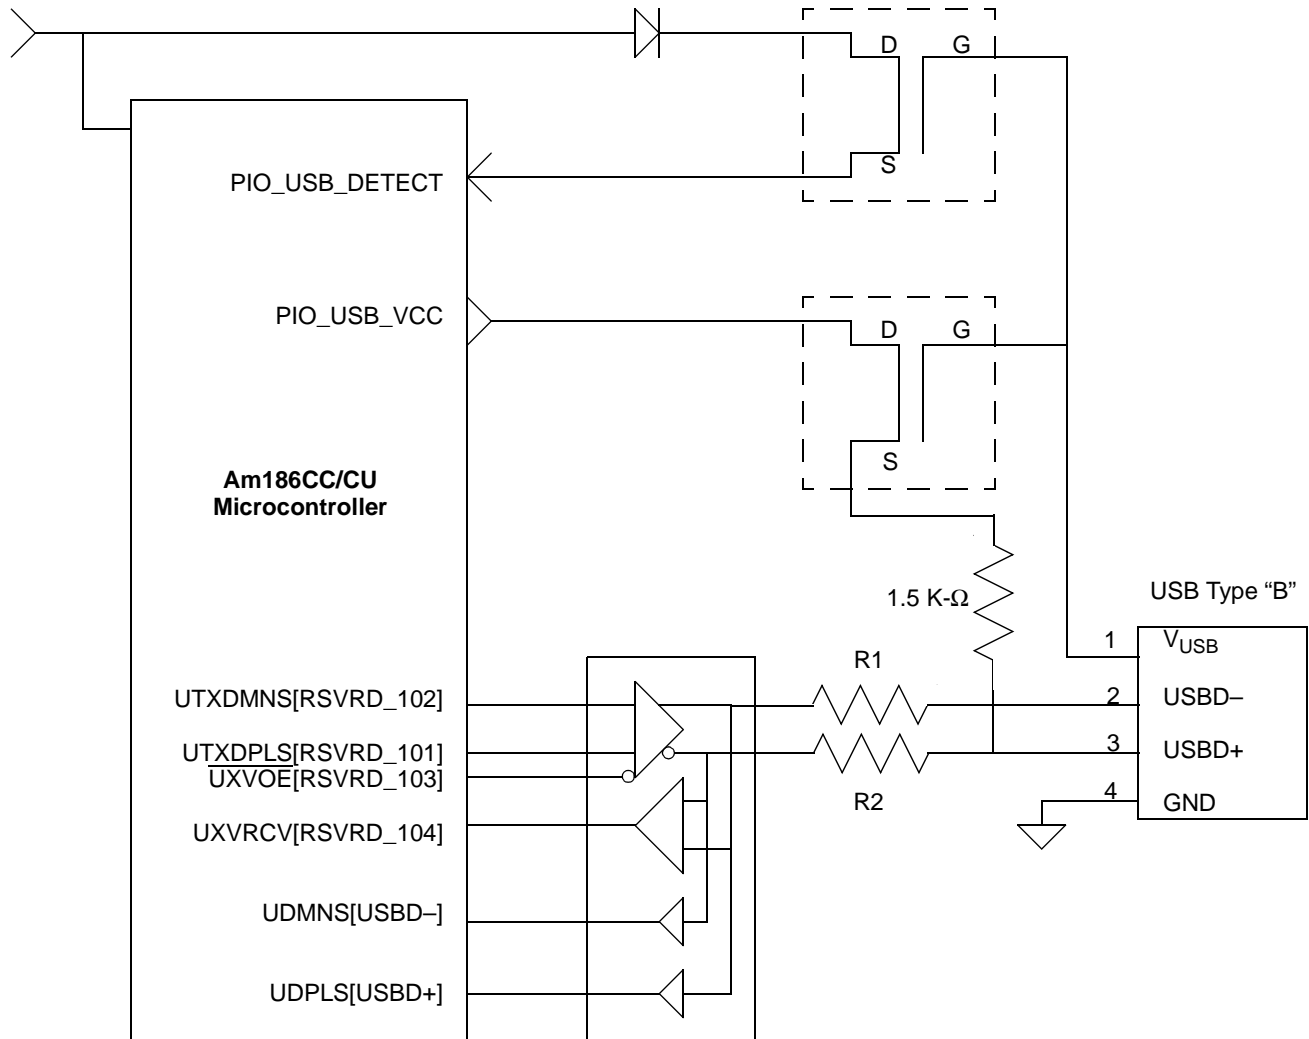 D G
S
PIO_USB_DETECT
PIO_USB_VCC
D G
S
Am186CC/CU
Microcontroller
1.5 K-Ω
USB Type “B”
1 VUSB
R1
UTXDMNS[RSVRD_102]
2 USBD–
UTXDPLS[RSVRD_101]
3 USBD+
UXVOE[RSVRD_103]
R2
4 GND
UXVRCV[RSVRD_104]
UDMNS[USBD–]
UDPLS[USBD+]